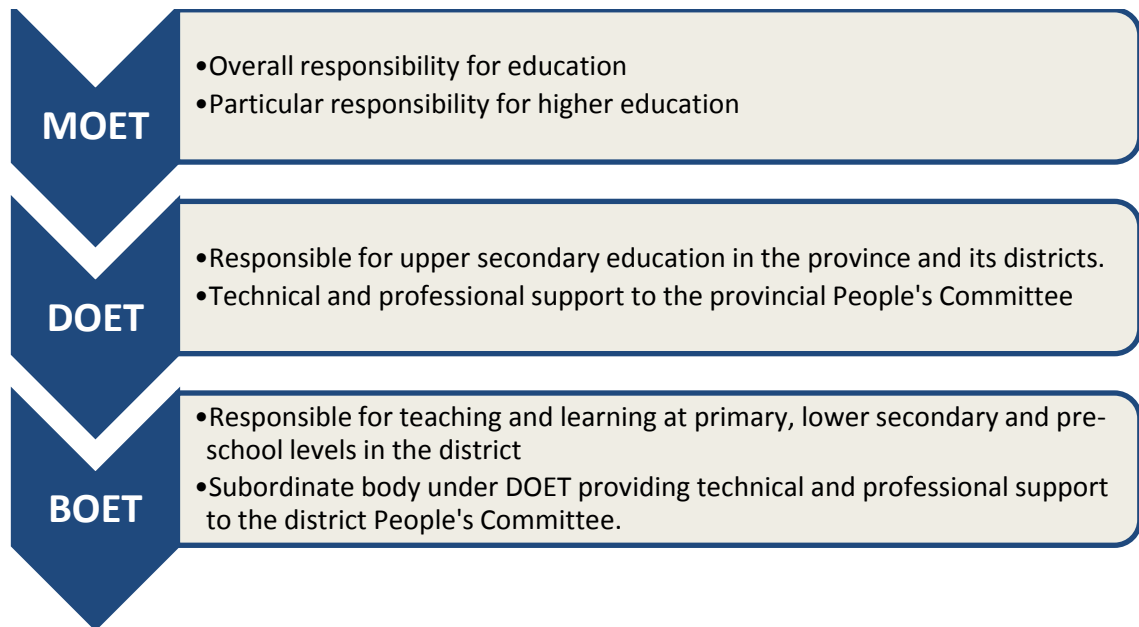 MOET
•Overall responsibility for education
•Particular responsibility for higher education
DOET
•Responsible for upper secondary education in the province and its districts.
•Technical and professional support to the provincial People's Committee
BOET
•Responsible for teaching and learning at primary, lower secondary and pre-
school levels in the district
•Subordinate body under DOET providing technical and professional support
to the district People's Committee.